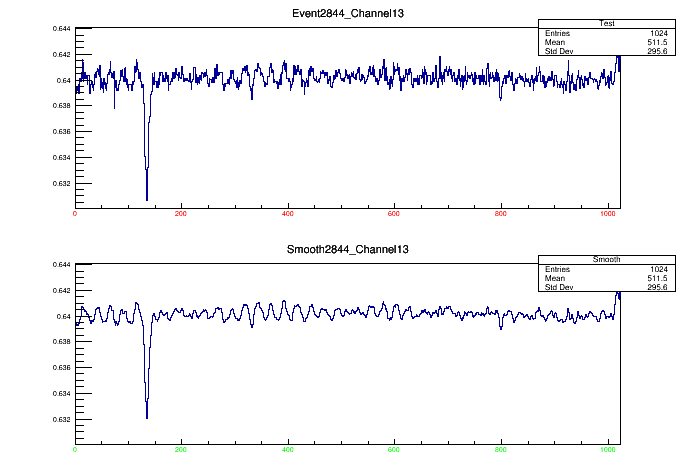 Event2844_Channel13
Test
Entries 1024
Mean 511.5
Std Dev 295.6
0.644
0.642
0.64
0.638
0.636
0.634
0.632
0 200 400 600 800 1000
Smooth2844_Channel13
Smooth
Entries 1024
Mean 511.5
Std Dev 295.6
0.644
0.642
0.64
0.638
0.636
0.634
0.632
0 200 400 600 800 1000